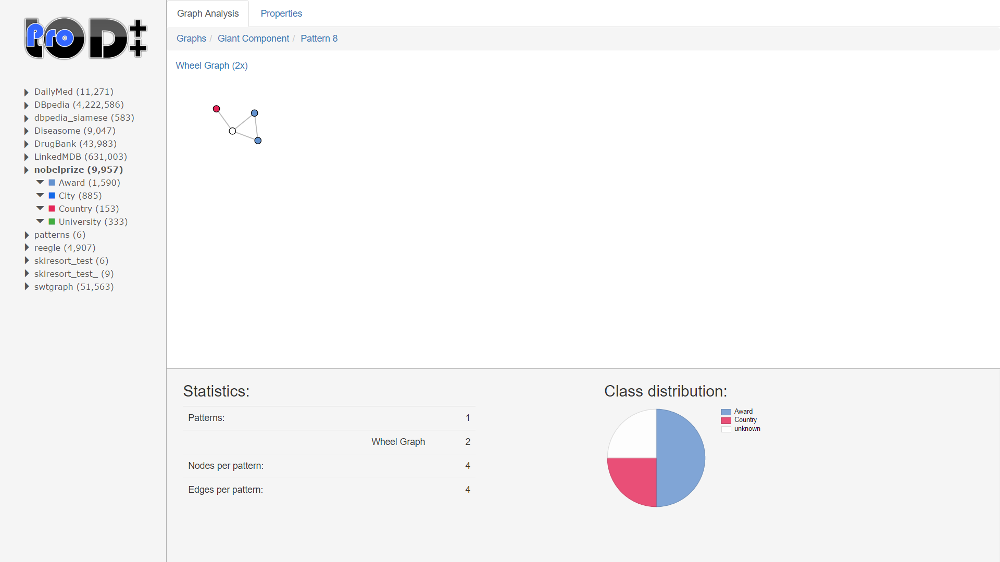 ProLOD++
DailyMed (11,271)
DBpedia (4,222,586)
dbpedia_siamese (583)
Diseasome (9,047)
DrugBank (43,983)
LinkedMDB (631,003)
nobelprize (9,957)
Award (1,590)
City (885)
Country (153)
University (333)
patterns (6)
reegle (4,907)
skiresort_test (6)
skiresort_test_ (9)
swtgraph (51,563)
Graph Analysis Properties
Graphs / Giant Component / Pattern 8
Wheel Graph (2x)
Statistics:
Patterns: 1
Wheel Graph 2
Nodes per pattern: 4
Edges per pattern: 4
Class distribution:
Award
Country
unknown